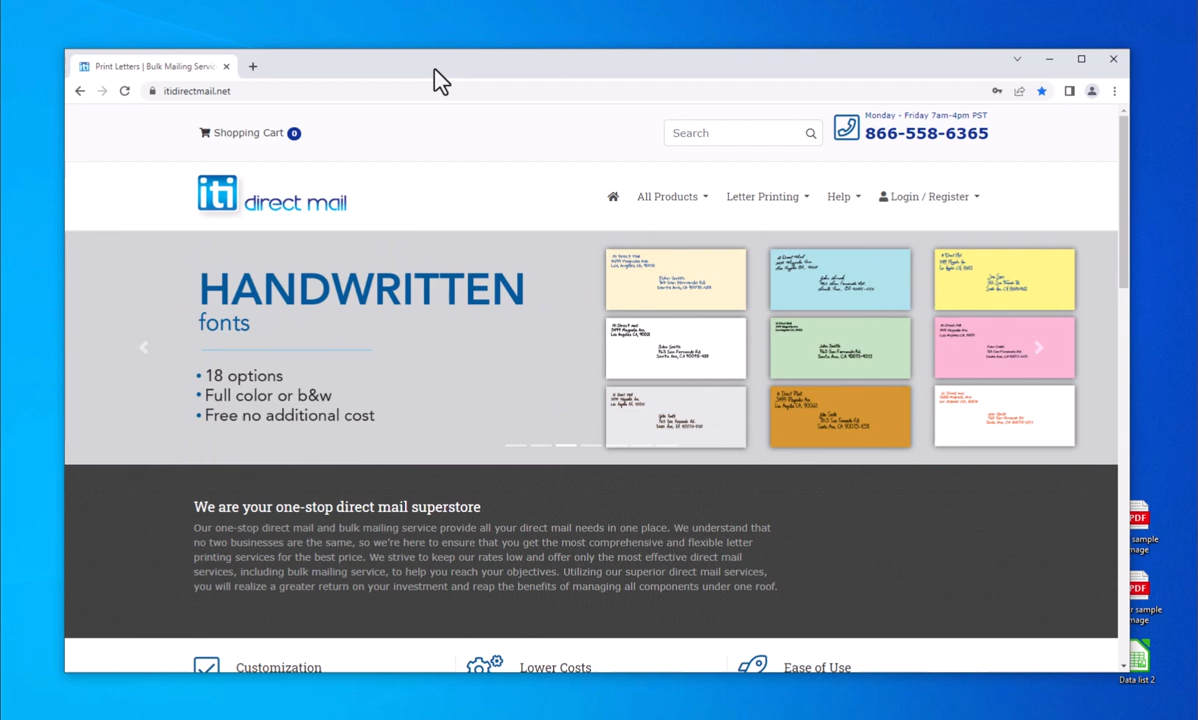 Print Letters | Bulk Mailing Servic
itidirectmail.net
Shopping Cart 0
Search
Monday - Friday 7am-4pm PST
866-558-6365
iti direct mail
All Products
Letter Printing
Help
Login / Register
HANDWRITTEN
fonts
• 18 options
• Full color or b&w
• Free no additional cost
We are your one-stop direct mail superstore
Our one-stop direct mail and bulk mailing service provide all your direct mail needs in one place. We understand that
no two businesses are the same, so we're here to ensure that you get the most comprehensive and flexible letter
printing services for the best price. We strive to keep our rates low and offer only the most effective direct mail
services, including bulk mailing service, to help you reach your objectives. Utilizing our superior direct mail services,
you will realize a greater return on your investment and reap the benefits of managing all components under one roof.
Customization
Lower Costs
Ease of Use
PDF
sample
mage
PDF
r sample
mage
Data list 2